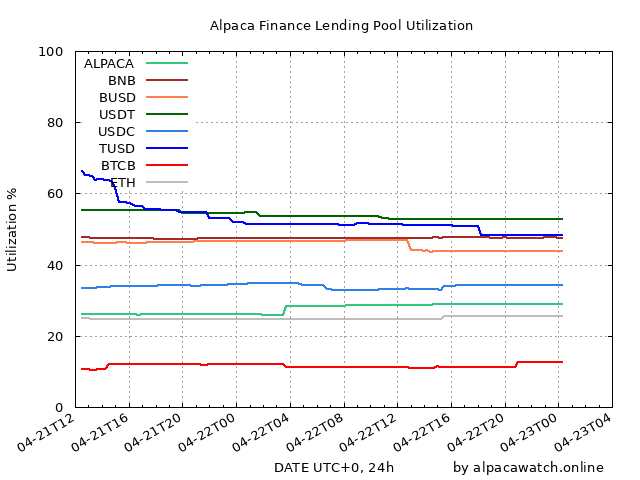 Alpaca Finance Lending Pool Utilization
100
80
60
40
20
0
Utilization %
ALPACA
BNB
BUSD
USDT
USDC
TUSD
BTCB
ETH
04-21T12
04-21T16
04-21T20
04-22T00
04-22T04
04-22T08
04-22T12
04-22T16
04-22T20
04-23T00
04-23T04
DATE UTC+0, 24h
by alpacawatch.online